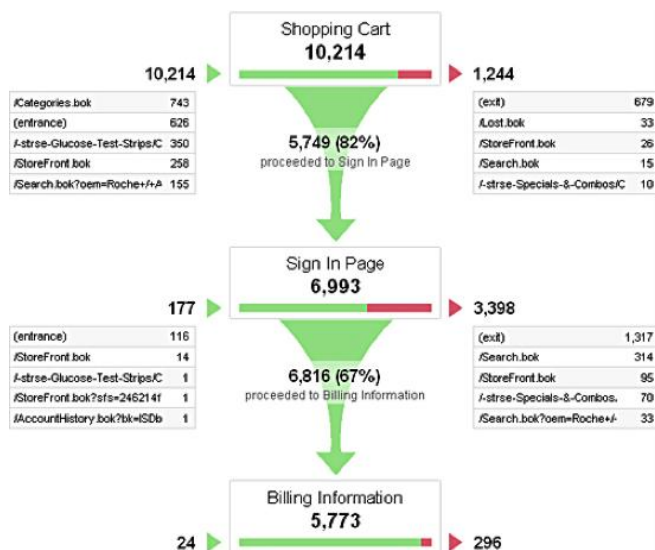 Shopping Cart
10,214
10,214
1,244
/Categories.bok 743
(entrance) 626
/-strse-Glucose-Test-Strips/C 350
/StoreFront.bok 258
/Search.bok?oem=Roche+/+A 155
(exit) 679
/Lost.bok 33
/StoreFront.bok 26
/Search.bok 15
/-strse-Specials-&-Combos/C 10
5,749 (82%)
proceeded to Sign In Page
Sign In Page
6,993
177
3,398
(entrance) 116
/StoreFront.bok 14
/-strse-Glucose-Test-Strips/C 1
/StoreFront.bok?sfs=246214f 1
/AccountHistory.bok?bk=ISDb 1
(exit) 1,317
/Search.bok 314
/StoreFront.bok 95
/-strse-Specials-&-Combos. 70
/Search.bok?oem=Roche+/- 33
6,816 (67%)
proceeded to Billing Information
Billing Information
5,773
24
296